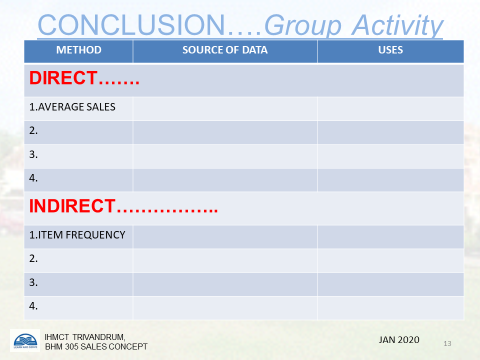 CONCLUSION….Group Activity
METHOD SOURCE OF DATA USES
DIRECT…….
1.AVERAGE SALES
2.
3.
4.
INDIRECT……………..
1.ITEM FREQUENCY
2.
3.
4.
IHMCT TRIVANDRUM,
BHM 305 SALES CONCEPT
JAN 2020
13